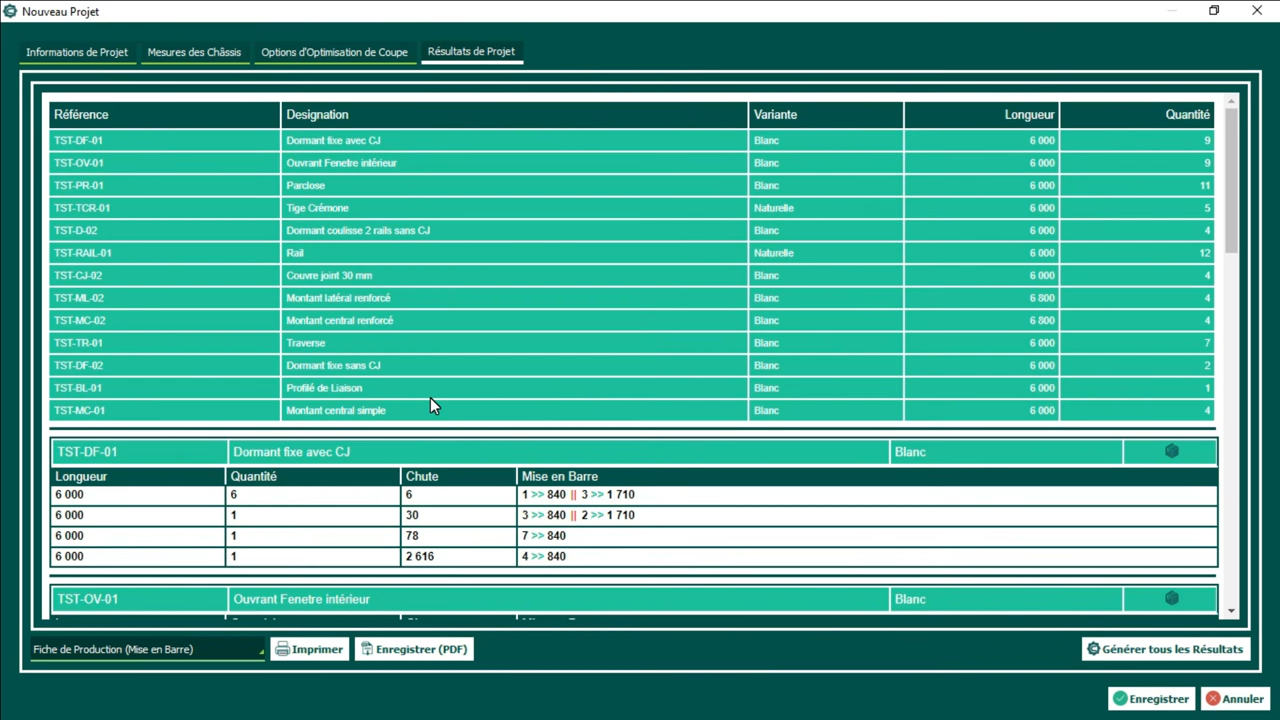 Nouveau Projet
Informations de Projet Mesures des Châssis Options d'Optimisation de Coupe Résultats de Projet
Référence Designation Variante Longueur Quantité
TST-DF-01 Dormant fixe avec CJ Blanc 6 000 9
TST-OV-01 Ouvrant Fenetre intérieur Blanc 6 000 9
TST-PR-01 Parclose Blanc 6 000 11
TST-TCR-01 Tige Crémone Naturelle 6 000 5
TST-D-02 Dormant coulisse 2 rails sans CJ Blanc 6 000 4
TST-RAIL-01 Rail Naturelle 6 000 12
TST-CJ-02 Couvre joint 30 mm Blanc 6 000 4
TST-ML-02 Montant latéral renforcé Blanc 6 800 4
TST-MC-02 Montant central renforcé Blanc 6 800 4
TST-TR-01 Traverse Blanc 6 000 7
TST-DF-02 Dormant fixe sans CJ Blanc 6 000 2
TST-BL-01 Profilé de Liaison Blanc 6 000 1
TST-MC-01 Montant central simple Blanc 6 000 4
TST-DF-01 Dormant fixe avec CJ Blanc
Longueur Quantité Chute Mise en Barre
6 000 6 6 1 >> 840 || 3 >> 1 710
6 000 1 30 3 >> 840 || 2 >> 1 710
6 000 1 78 7 >> 840
6 000 1 2 616 4 >> 840
TST-OV-01 Ouvrant Fenetre intérieur Blanc
Fiche de Production (Mise en Barre) Imprimer Enregistrer (PDF) Générer tous les Résultats
Enregistrer Annuler